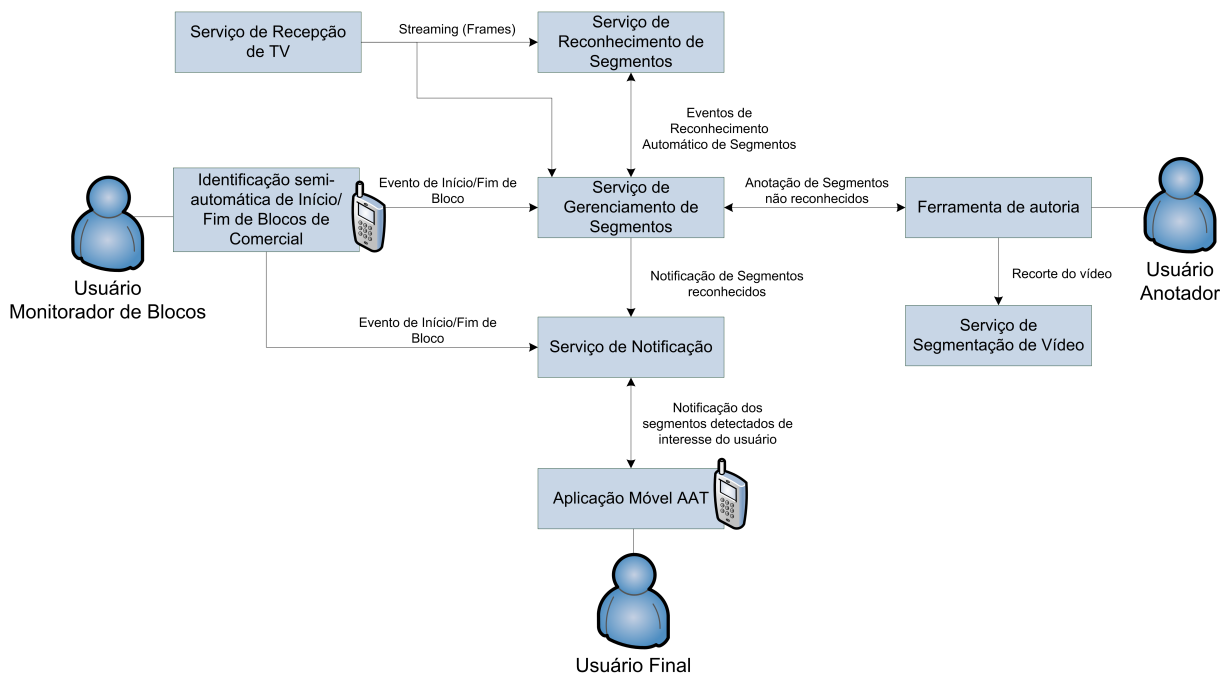 Serviço de Recepção
de TV
Streaming (Frames)
Serviço de
Reconhecimento de
Segmentos
Eventos de
Reconhecimento
Automático de Segmentos
Identificação semi-
automática de Início/
Fim de Blocos de
Comercial
Evento de Início/Fim de
Bloco
Serviço de
Gerenciamento de
Segmentos
Anotação de Segmentos
não reconhecidos
Ferramenta de autoria
Usuário
Monitorador de Blocos
Usuário
Anotador
Notificação de Segmentos
reconhecidos
Recorte do vídeo
Evento de Início/Fim de
Bloco
Serviço de Notificação
Serviço de
Segmentação de Vídeo
Notificação dos
segmentos detectados de
interesse do usuário
Aplicação Móvel AAT
Usuário Final